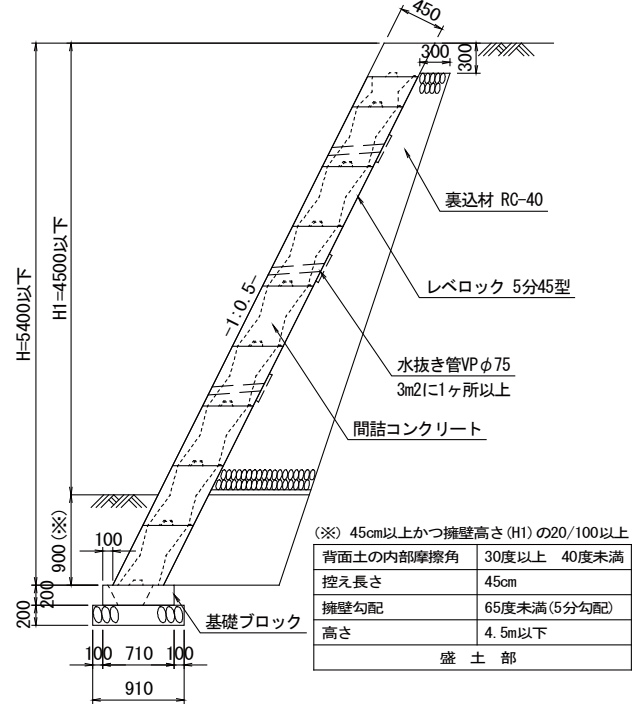 450
300
300
裏込材 RC-40
レベロック 5分45型
H=5400以下
H1=4500以下
-1:0.5-
水抜き管VPφ75
3m2に1ヶ所以上
間詰コンクリート
900(※)
100
200
200
基礎ブロック
100 710 100
910
(※) 45cm以上かつ擁壁高さ(H1)の20/100以上
背面土の内部摩擦角 30度以上 40度未満
控え長さ 45cm
擁壁勾配 65度未満(5分勾配)
高さ 4.5m以下
盛 土 部